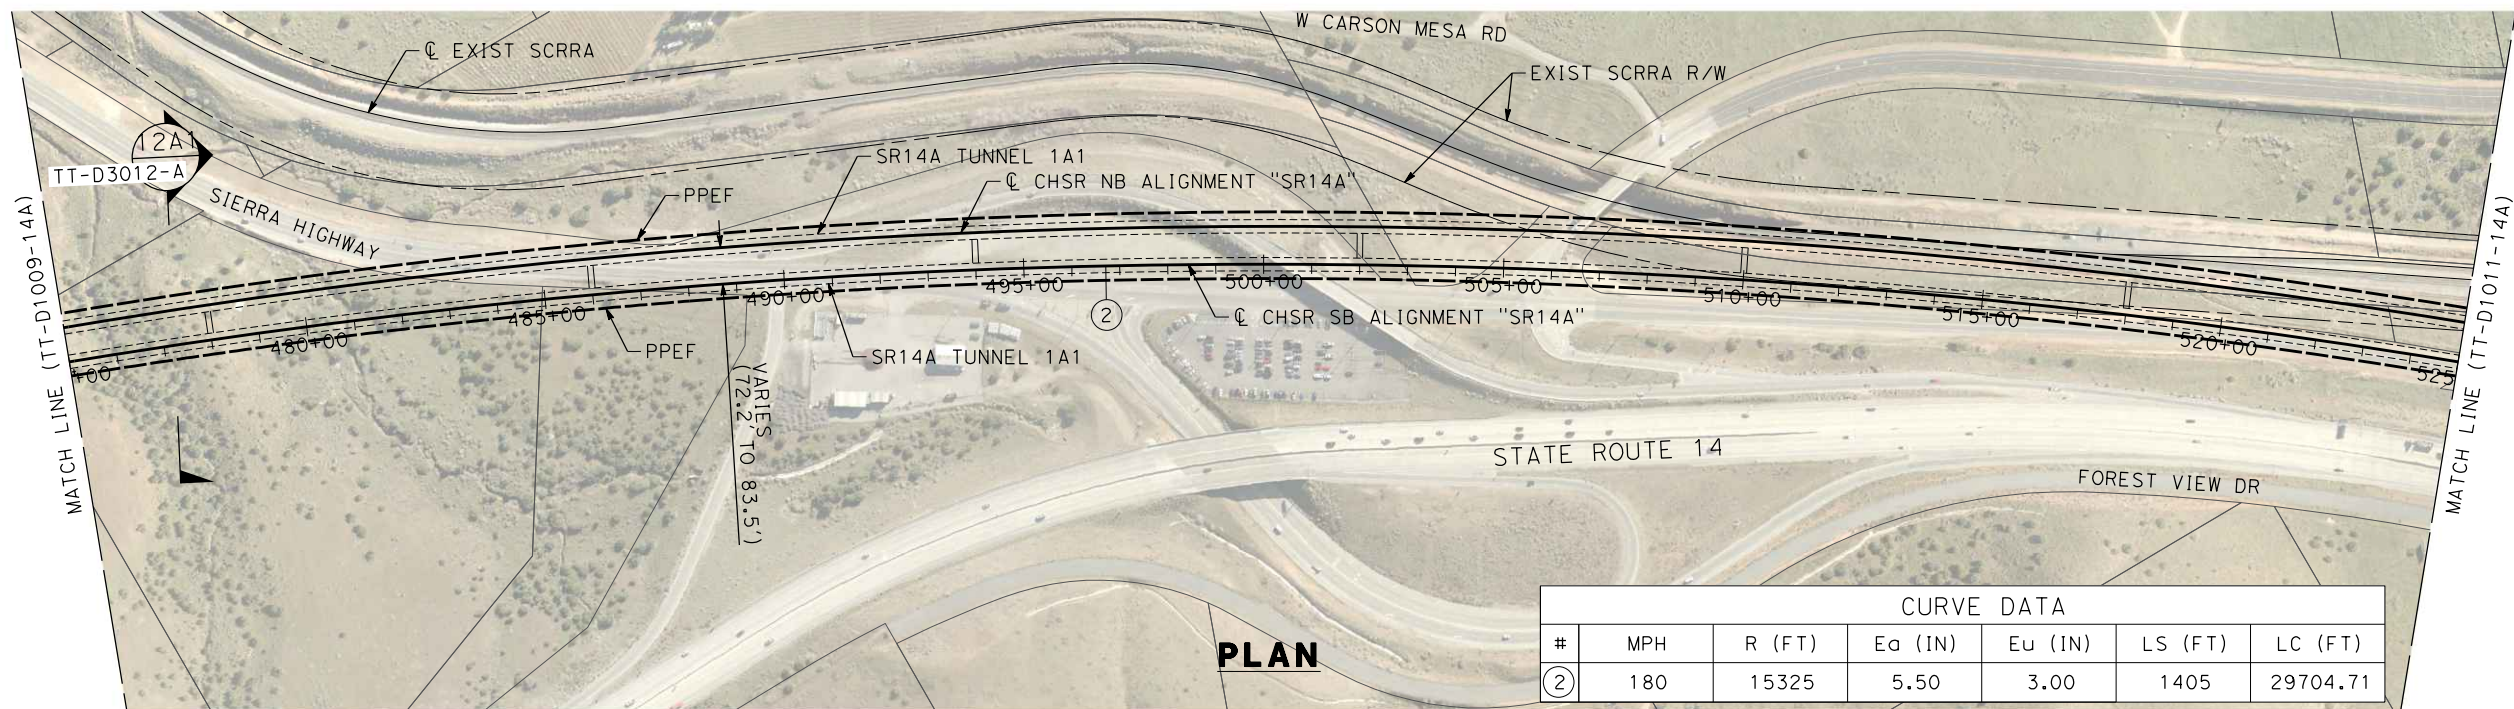 W CARSON MESA RD
℄ EXIST SCRRA
EXIST SCRRA R/W
12A1
TT-D3012-A
SR14A TUNNEL 1A1
℄ CHSR NB ALIGNMENT "SR14A"
PPEF
SIERRA HIGHWAY
MATCH LINE (TT-D1009-14A)
MATCH LINE (TT-D1011-14A)
+00
480+00
485+00
490+00
495+00
500+00
505+00
510+00
515+00
520+00
525
2
℄ CHSR SB ALIGNMENT "SR14A"
PPEF
SR14A TUNNEL 1A1
VARIES
(72.2' TO 83.5')
STATE ROUTE 14
FOREST VIEW DR
PLAN
CURVE DATA
# MPH R (FT) Ea (IN) Eu (IN) LS (FT) LC (FT)
2 180 15325 5.50 3.00 1405 29704.71